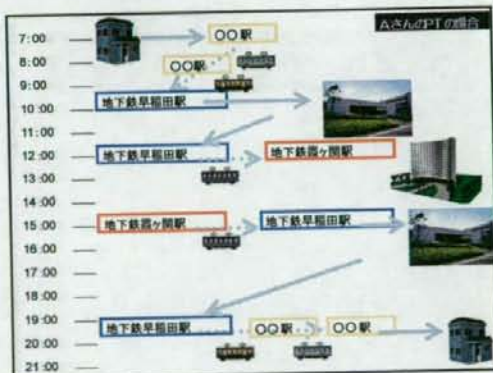 AさんのPTの場合
7:00
〇〇駅
8:00
〇〇駅
9:00
地下鉄早稲田駅
10:00
11:00
12:00
地下鉄早稲田駅
地下鉄霞ヶ関駅
13:00
14:00
15:00
地下鉄霞ヶ関駅
地下鉄早稲田駅
16:00
17:00
18:00
19:00
地下鉄早稲田駅
〇〇駅
〇〇駅
20:00
21:00